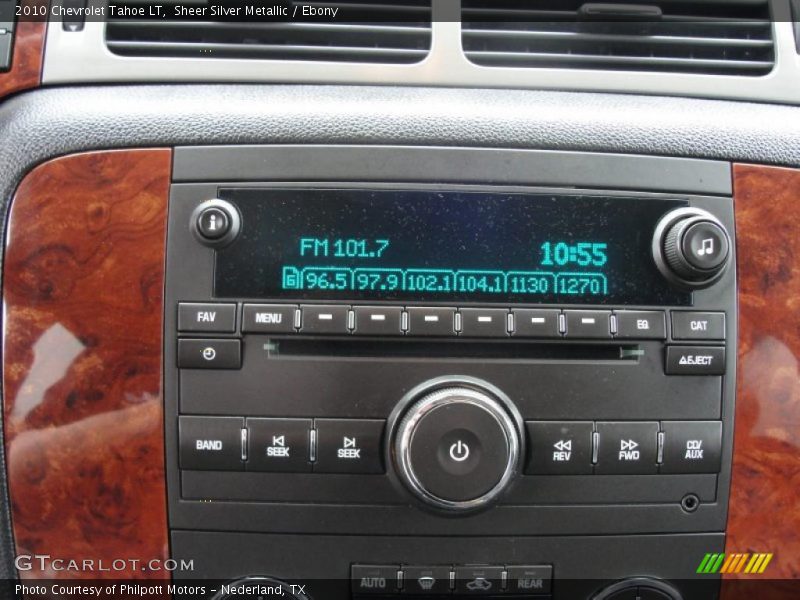 2010 Chevrolet Tahoe LT, Sheer Silver Metallic / Ebony
i
FM 101.7 10:55
6 96.5 97.9 102.1 104.1 1130 1270
FAV MENU EQ CAT
EJECT
BAND SEEK SEEK REV FWD CD/AUX
AUTO REAR
GTCARLOT.COM
Photo Courtesy of Philpott Motors - Nederland, TX